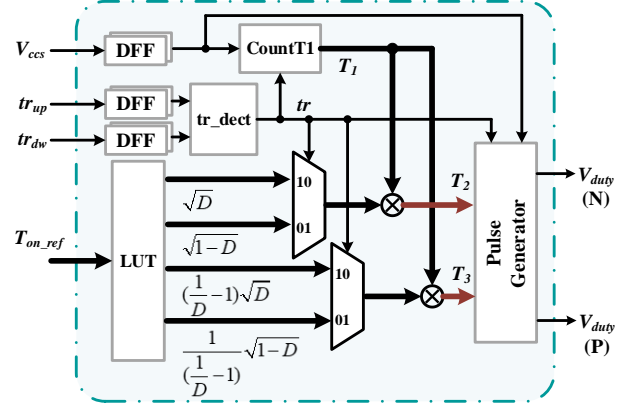 V_ccs
DFF
CountT1
T_1
tr_up
DFF
tr_dect
tr
tr_dw
DFF
10
√D
T_2
V_duty
(N)
01
√1-D
T_on_ref
LUT
10
(1/D -1)√D
T_3
Pulse
Generator
01
1/(1/D -1) √1-D
V_duty
(P)